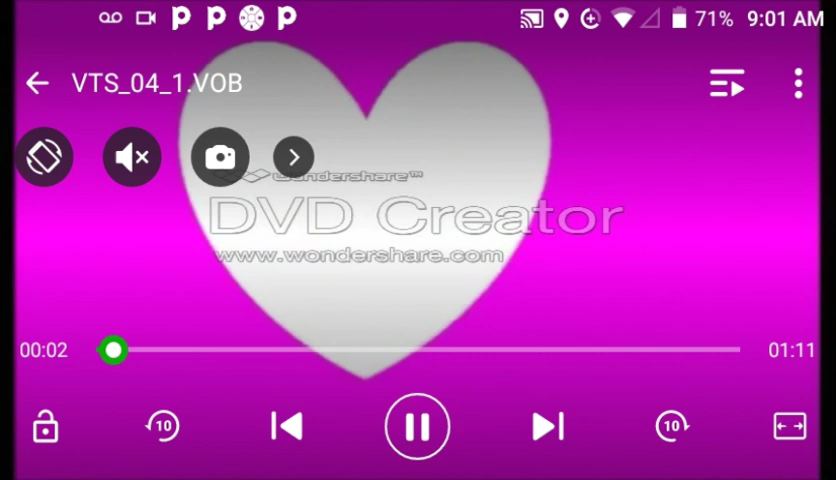 71% 9:01 AM
VTS_04_1.VOB
wondershare™
DVD Creator
www.wondershare.com
00:02 01:11
10 10